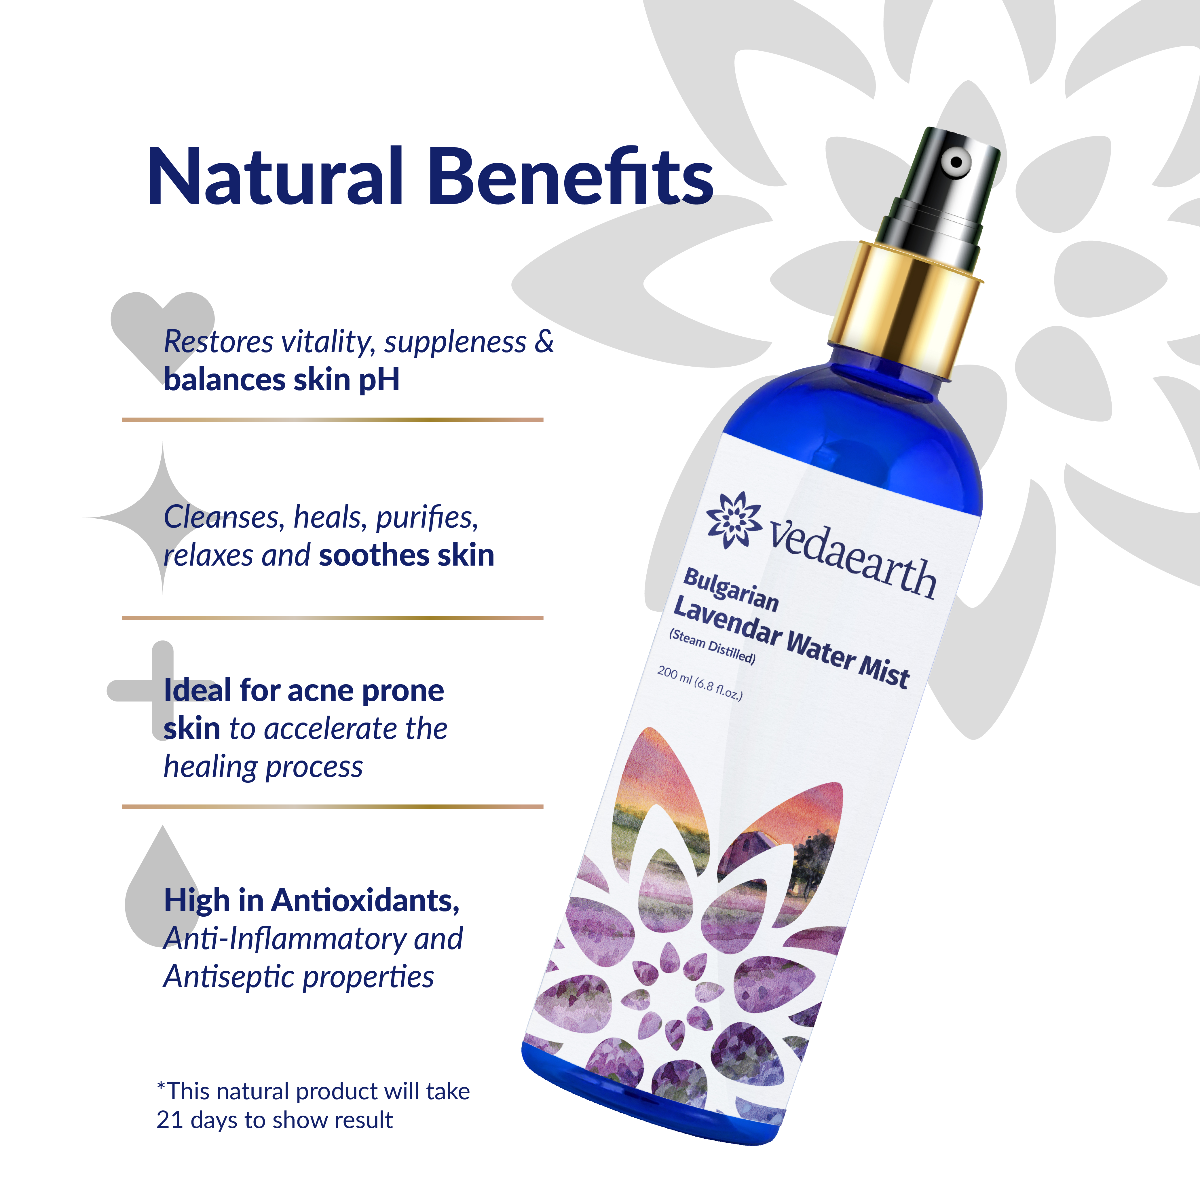 Natural Benefits
Restores vitality, suppleness &
balances skin pH
Cleanses, heals, purifies,
relaxes and soothes skin
Ideal for acne prone
skin to accelerate the
healing process
High in Antioxidants,
Anti-Inflammatory and
Antiseptic properties
*This natural product will take
21 days to show result
vedaearth
Bulgarian
Lavendar Water Mist
(Steam Distilled)
200 ml (6.8 fl.oz.)